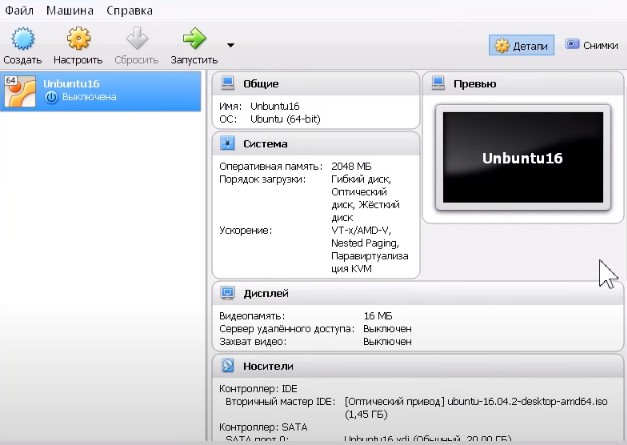 Файл Машина Справка
Создать Настроить Сбросить Запустить Детали Снимки
64 Unbuntu16
Выключена
Общие
Имя: Unbuntu16
ОС: Ubuntu (64-bit)
Превью
Unbuntu16
Система
Оперативная память: 2048 МБ
Порядок загрузки: Гибкий диск,
Оптический
диск, Жёсткий
диск
Ускорение: VT-x/AMD-V,
Nested Paging,
Паравиртуализа
ция KVM
Дисплей
Видеопамять: 16 МБ
Сервер удалённого доступа: Выключен
Захват видео: Выключен
Носители
Контроллер: IDE
Вторичный мастер IDE: [Оптический привод] ubuntu-16.04.2-desktop-amd64.iso
(1,45 ГБ)
Контроллер: SATA
SATA порт 0: Unbuntu16.vdi (Обычный, 20,00 ГБ)